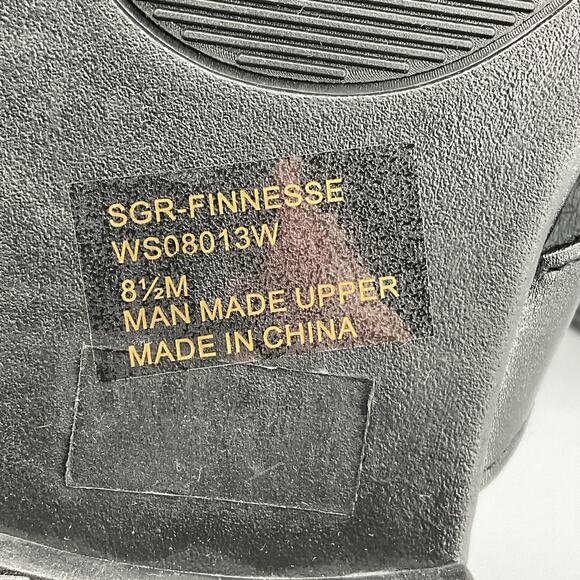 SGR-FINNESSE
WS08013W
8½M
MAN MADE UPPER
MADE IN CHINA